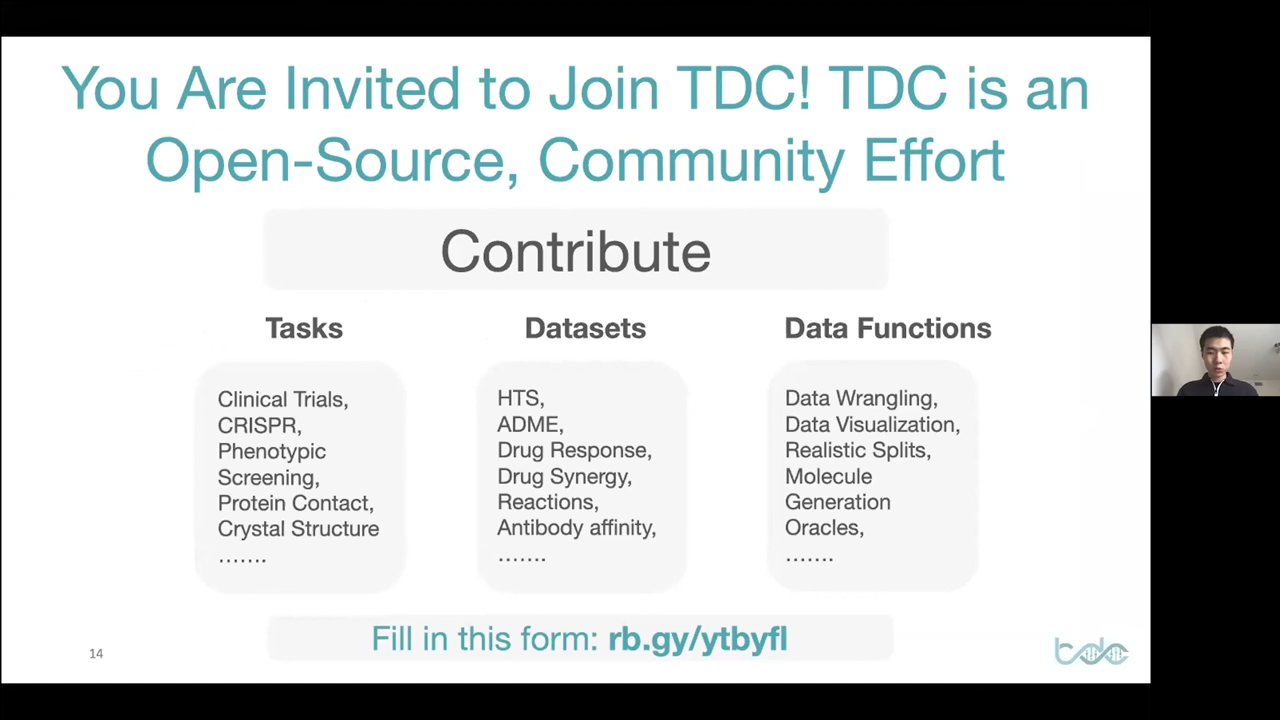 You Are Invited to Join TDC! TDC is an
Open-Source, Community Effort
Contribute
Tasks
Clinical Trials,
CRISPR,
Phenotypic
Screening,
Protein Contact,
Crystal Structure
.......
Datasets
HTS,
ADME,
Drug Response,
Drug Synergy,
Reactions,
Antibody affinity,
.......
Data Functions
Data Wrangling,
Data Visualization,
Realistic Splits,
Molecule
Generation
Oracles,
.......
Fill in this form: rb.gy/ytbyfl
14
tdc